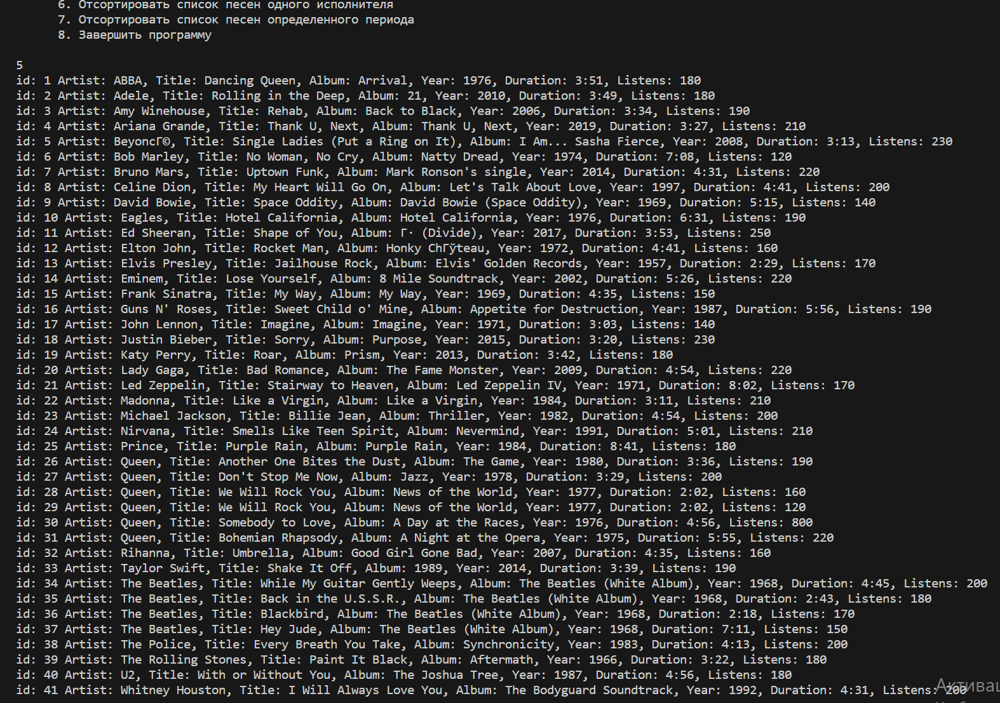 6. Отсортировать список песен одного исполнителя
7. Отсортировать список песен определенного периода
8. Завершить программу
5
id: 1 Artist: ABBA, Title: Dancing Queen, Album: Arrival, Year: 1976, Duration: 3:51, Listens: 180
id: 2 Artist: Adele, Title: Rolling in the Deep, Album: 21, Year: 2010, Duration: 3:49, Listens: 180
id: 3 Artist: Amy Winehouse, Title: Rehab, Album: Back to Black, Year: 2006, Duration: 3:34, Listens: 190
id: 4 Artist: Ariana Grande, Title: Thank U, Next, Album: Thank U, Next, Year: 2019, Duration: 3:27, Listens: 210
id: 5 Artist: BeyoncГ©, Title: Single Ladies (Put a Ring on It), Album: I Am... Sasha Fierce, Year: 2008, Duration: 3:13, Listens: 230
id: 6 Artist: Bob Marley, Title: No Woman, No Cry, Album: Natty Dread, Year: 1974, Duration: 7:08, Listens: 120
id: 7 Artist: Bruno Mars, Title: Uptown Funk, Album: Mark Ronson's single, Year: 2014, Duration: 4:31, Listens: 220
id: 8 Artist: Celine Dion, Title: My Heart Will Go On, Album: Let's Talk About Love, Year: 1997, Duration: 4:41, Listens: 200
id: 9 Artist: David Bowie, Title: Space Oddity, Album: David Bowie (Space Oddity), Year: 1969, Duration: 5:15, Listens: 140
id: 10 Artist: Eagles, Title: Hotel California, Album: Hotel California, Year: 1976, Duration: 6:31, Listens: 190
id: 11 Artist: Ed Sheeran, Title: Shape of You, Album: Г· (Divide), Year: 2017, Duration: 3:53, Listens: 250
id: 12 Artist: Elton John, Title: Rocket Man, Album: Honky ChГўteau, Year: 1972, Duration: 4:41, Listens: 160
id: 13 Artist: Elvis Presley, Title: Jailhouse Rock, Album: Elvis' Golden Records, Year: 1957, Duration: 2:29, Listens: 170
id: 14 Artist: Eminem, Title: Lose Yourself, Album: 8 Mile Soundtrack, Year: 2002, Duration: 5:26, Listens: 220
id: 15 Artist: Frank Sinatra, Title: My Way, Album: My Way, Year: 1969, Duration: 4:35, Listens: 150
id: 16 Artist: Guns N' Roses, Title: Sweet Child o' Mine, Album: Appetite for Destruction, Year: 1987, Duration: 5:56, Listens: 190
id: 17 Artist: John Lennon, Title: Imagine, Album: Imagine, Year: 1971, Duration: 3:03, Listens: 140
id: 18 Artist: Justin Bieber, Title: Sorry, Album: Purpose, Year: 2015, Duration: 3:20, Listens: 230
id: 19 Artist: Katy Perry, Title: Roar, Album: Prism, Year: 2013, Duration: 3:42, Listens: 180
id: 20 Artist: Lady Gaga, Title: Bad Romance, Album: The Fame Monster, Year: 2009, Duration: 4:54, Listens: 220
id: 21 Artist: Led Zeppelin, Title: Stairway to Heaven, Album: Led Zeppelin IV, Year: 1971, Duration: 8:02, Listens: 170
id: 22 Artist: Madonna, Title: Like a Virgin, Album: Like a Virgin, Year: 1984, Duration: 3:11, Listens: 210
id: 23 Artist: Michael Jackson, Title: Billie Jean, Album: Thriller, Year: 1982, Duration: 4:54, Listens: 200
id: 24 Artist: Nirvana, Title: Smells Like Teen Spirit, Album: Nevermind, Year: 1991, Duration: 5:01, Listens: 210
id: 25 Artist: Prince, Title: Purple Rain, Album: Purple Rain, Year: 1984, Duration: 8:41, Listens: 180
id: 26 Artist: Queen, Title: Another One Bites the Dust, Album: The Game, Year: 1980, Duration: 3:36, Listens: 190
id: 27 Artist: Queen, Title: Don't Stop Me Now, Album: Jazz, Year: 1978, Duration: 3:29, Listens: 200
id: 28 Artist: Queen, Title: We Will Rock You, Album: News of the World, Year: 1977, Duration: 2:02, Listens: 160
id: 29 Artist: Queen, Title: We Will Rock You, Album: News of the World, Year: 1977, Duration: 2:02, Listens: 120
id: 30 Artist: Queen, Title: Somebody to Love, Album: A Day at the Races, Year: 1976, Duration: 4:56, Listens: 800
id: 31 Artist: Queen, Title: Bohemian Rhapsody, Album: A Night at the Opera, Year: 1975, Duration: 5:55, Listens: 220
id: 32 Artist: Rihanna, Title: Umbrella, Album: Good Girl Gone Bad, Year: 2007, Duration: 4:35, Listens: 160
id: 33 Artist: Taylor Swift, Title: Shake It Off, Album: 1989, Year: 2014, Duration: 3:39, Listens: 190
id: 34 Artist: The Beatles, Title: While My Guitar Gently Weeps, Album: The Beatles (White Album), Year: 1968, Duration: 4:45, Listens: 200
id: 35 Artist: The Beatles, Title: Back in the U.S.S.R., Album: The Beatles (White Album), Year: 1968, Duration: 2:43, Listens: 180
id: 36 Artist: The Beatles, Title: Blackbird, Album: The Beatles (White Album), Year: 1968, Duration: 2:18, Listens: 170
id: 37 Artist: The Beatles, Title: Hey Jude, Album: The Beatles (White Album), Year: 1968, Duration: 7:11, Listens: 150
id: 38 Artist: The Police, Title: Every Breath You Take, Album: Synchronicity, Year: 1983, Duration: 4:13, Listens: 200
id: 39 Artist: The Rolling Stones, Title: Paint It Black, Album: Aftermath, Year: 1966, Duration: 3:22, Listens: 180
id: 40 Artist: U2, Title: With or Without You, Album: The Joshua Tree, Year: 1987, Duration: 4:56, Listens: 180
id: 41 Artist: Whitney Houston, Title: I Will Always Love You, Album: The Bodyguard Soundtrack, Year: 1992, Duration: 4:31, Listens: 200